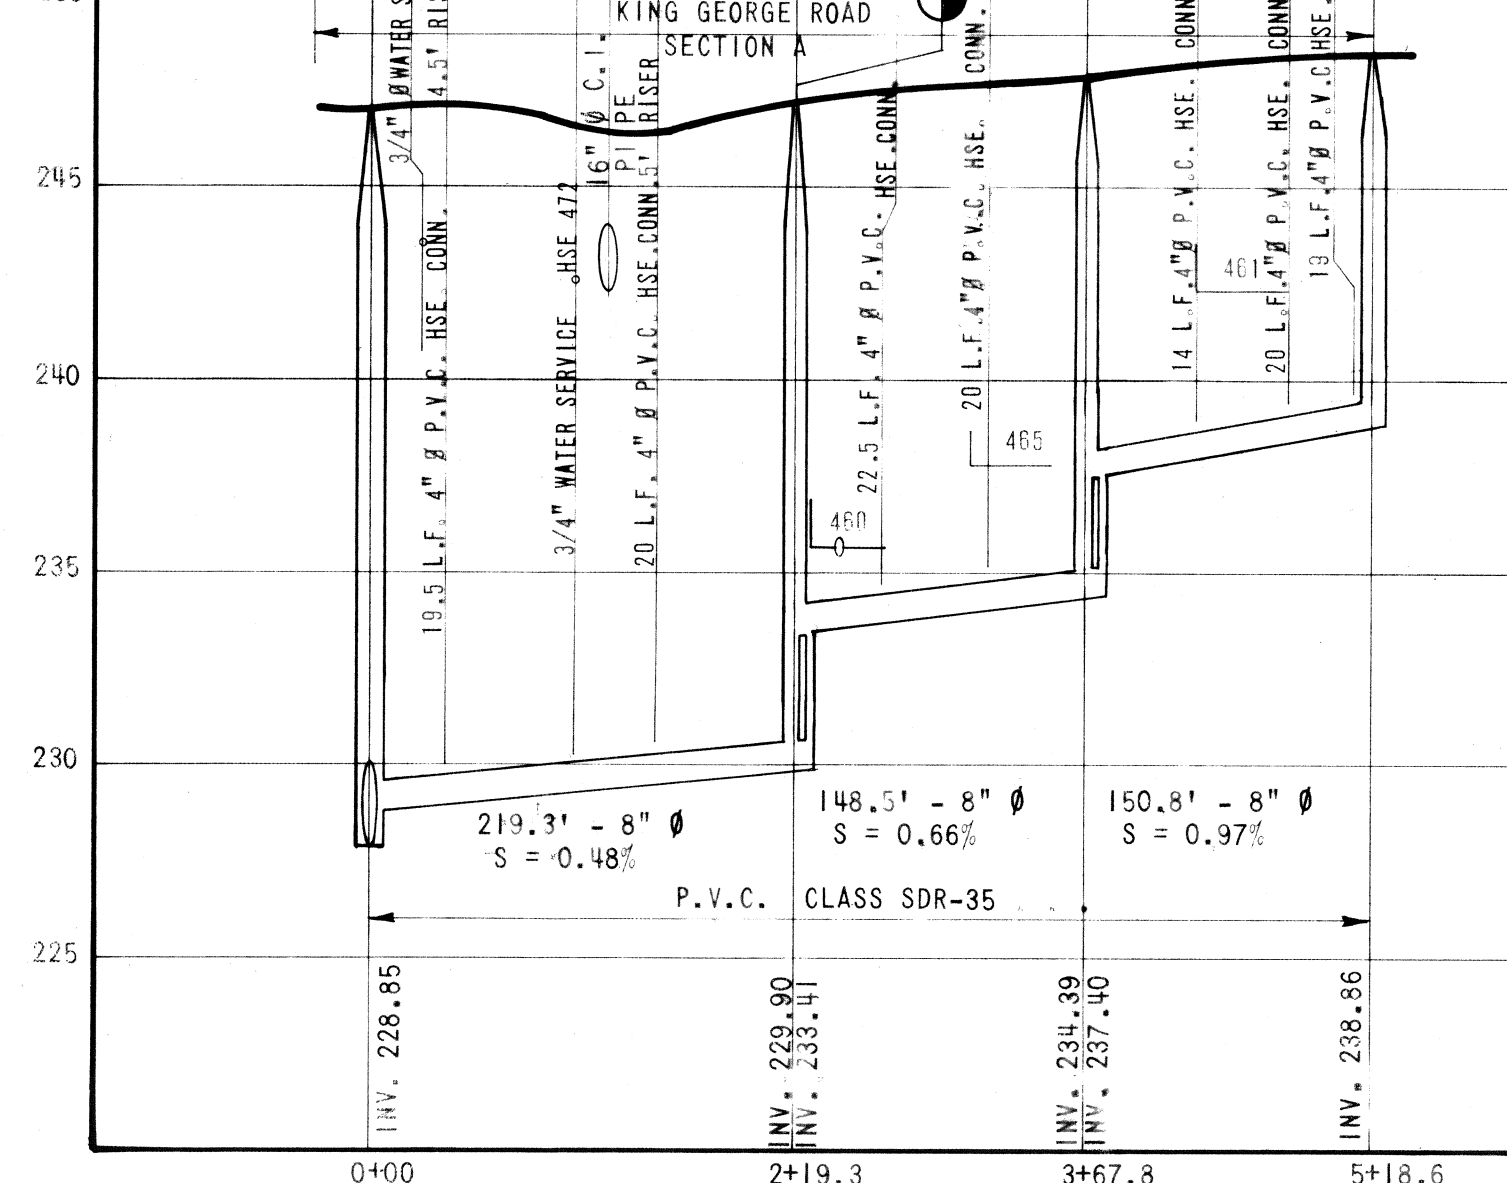 KING GEORGE ROAD
SECTION A
3/4" Ø WATER S
4.5' RIS
16" Ø C.I.
PIPE
RISER
HSE. CONN.
CONN.
CONN
CONN
HSE.
245
240
235
230
225
19.5 L.F. 4" Ø P.V.C. HSE. CONN.
3/4" WATER SERVICE HSE 472
20 L.F. 4" Ø P.V.C. HSE.CONN.5'
22.5 L.F. 4" Ø P.V.C.
20 L.F.4"Ø P.V.C. HSE.
14 L.F.4"Ø P.V.C. HSE.
20 L.F.4"Ø P.V.C. HSE.
19 L.F.4"Ø P.V.C
461
465
460
219.3' - 8" Ø
S = 0.48%
148.5' - 8" Ø
S = 0.66%
150.8' - 8" Ø
S = 0.97%
P.V.C. CLASS SDR-35
INV. 228.85
INV. 229.90
INV. 233.41
INV. 234.39
INV. 237.40
INV. 238.86
0+00
2+19.3
3+67.8
5+18.6